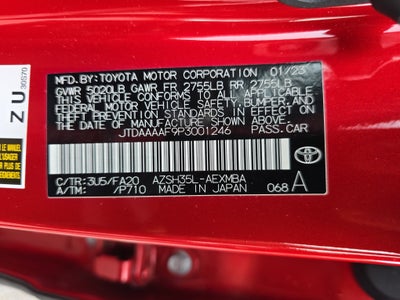 MFD. BY: TOYOTA MOTOR CORPORATION 01/23
GVWR 5020LB GAWR FR 2755LB RR 2755LB
THIS VEHICLE CONFORMS TO ALL APPLICABLE
FEDERAL MOTOR VEHICLE SAFETY, BUMPER, AND
THEFT PREVENTION STANDARDS IN EFFECT ON
THE DATE OF MANUFACTURE SHOWN ABOVE.
JTDAAAAF9P3001246 PASS.CAR
C/TR: 3U5/FA20 AZSH35L-AEXMBA
A/TM: /P710 MADE IN JAPAN 068 A
ZU
30S70